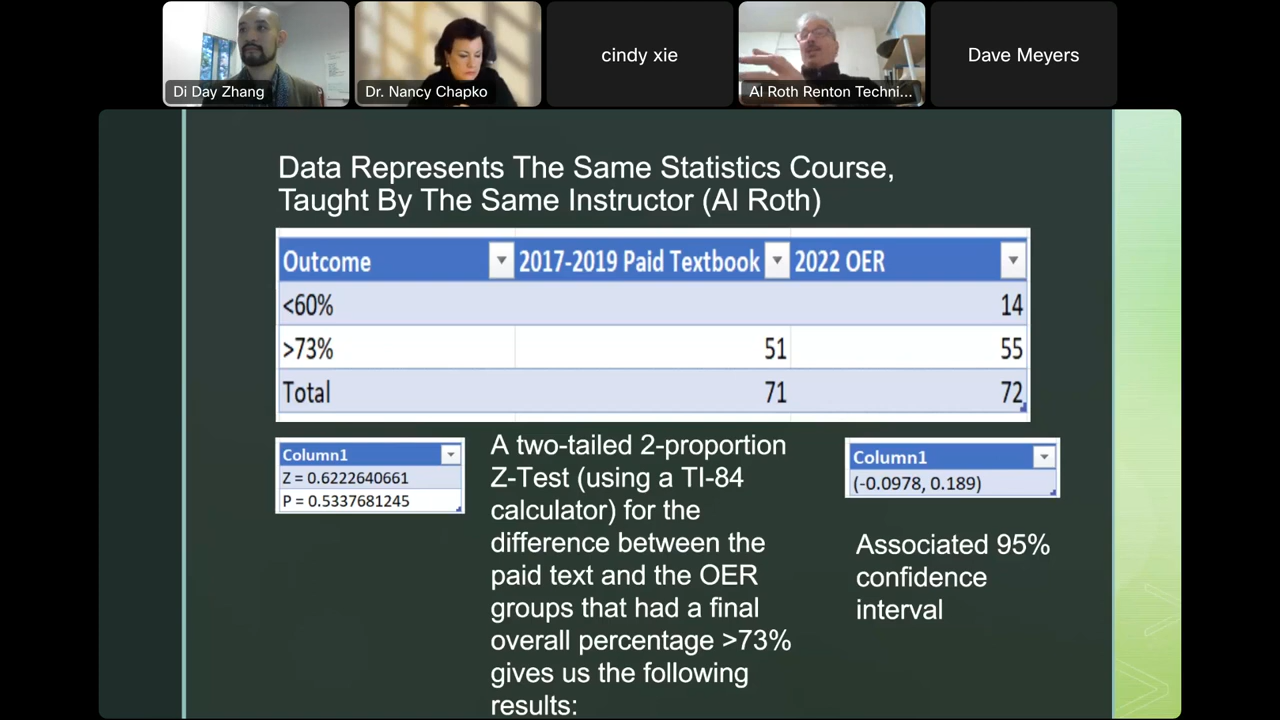 Di Day Zhang
Dr. Nancy Chapko
cindy xie
Al Roth Renton Techni...
Dave Meyers
Data Represents The Same Statistics Course,
Taught By The Same Instructor (Al Roth)
Outcome 2017-2019 Paid Textbook 2022 OER
<60% 14
>73% 51 55
Total 71 72
Column1
Z = 0.6222640661
P = 0.5337681245
A two-tailed 2-proportion
Z-Test (using a TI-84
calculator) for the
difference between the
paid text and the OER
groups that had a final
overall percentage >73%
gives us the following
results:
Column1
(-0.0978, 0.189)
Associated 95%
confidence
interval